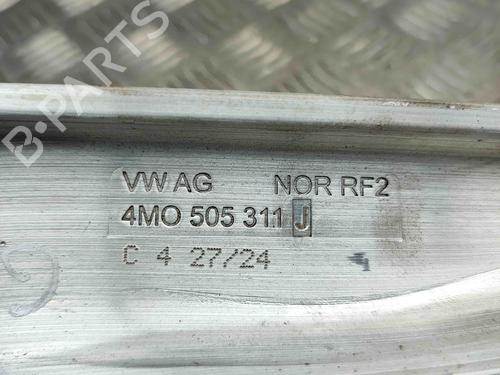 VW AG NOR RF2
4M0 505 311 J
C 4 27/24
B-Parts